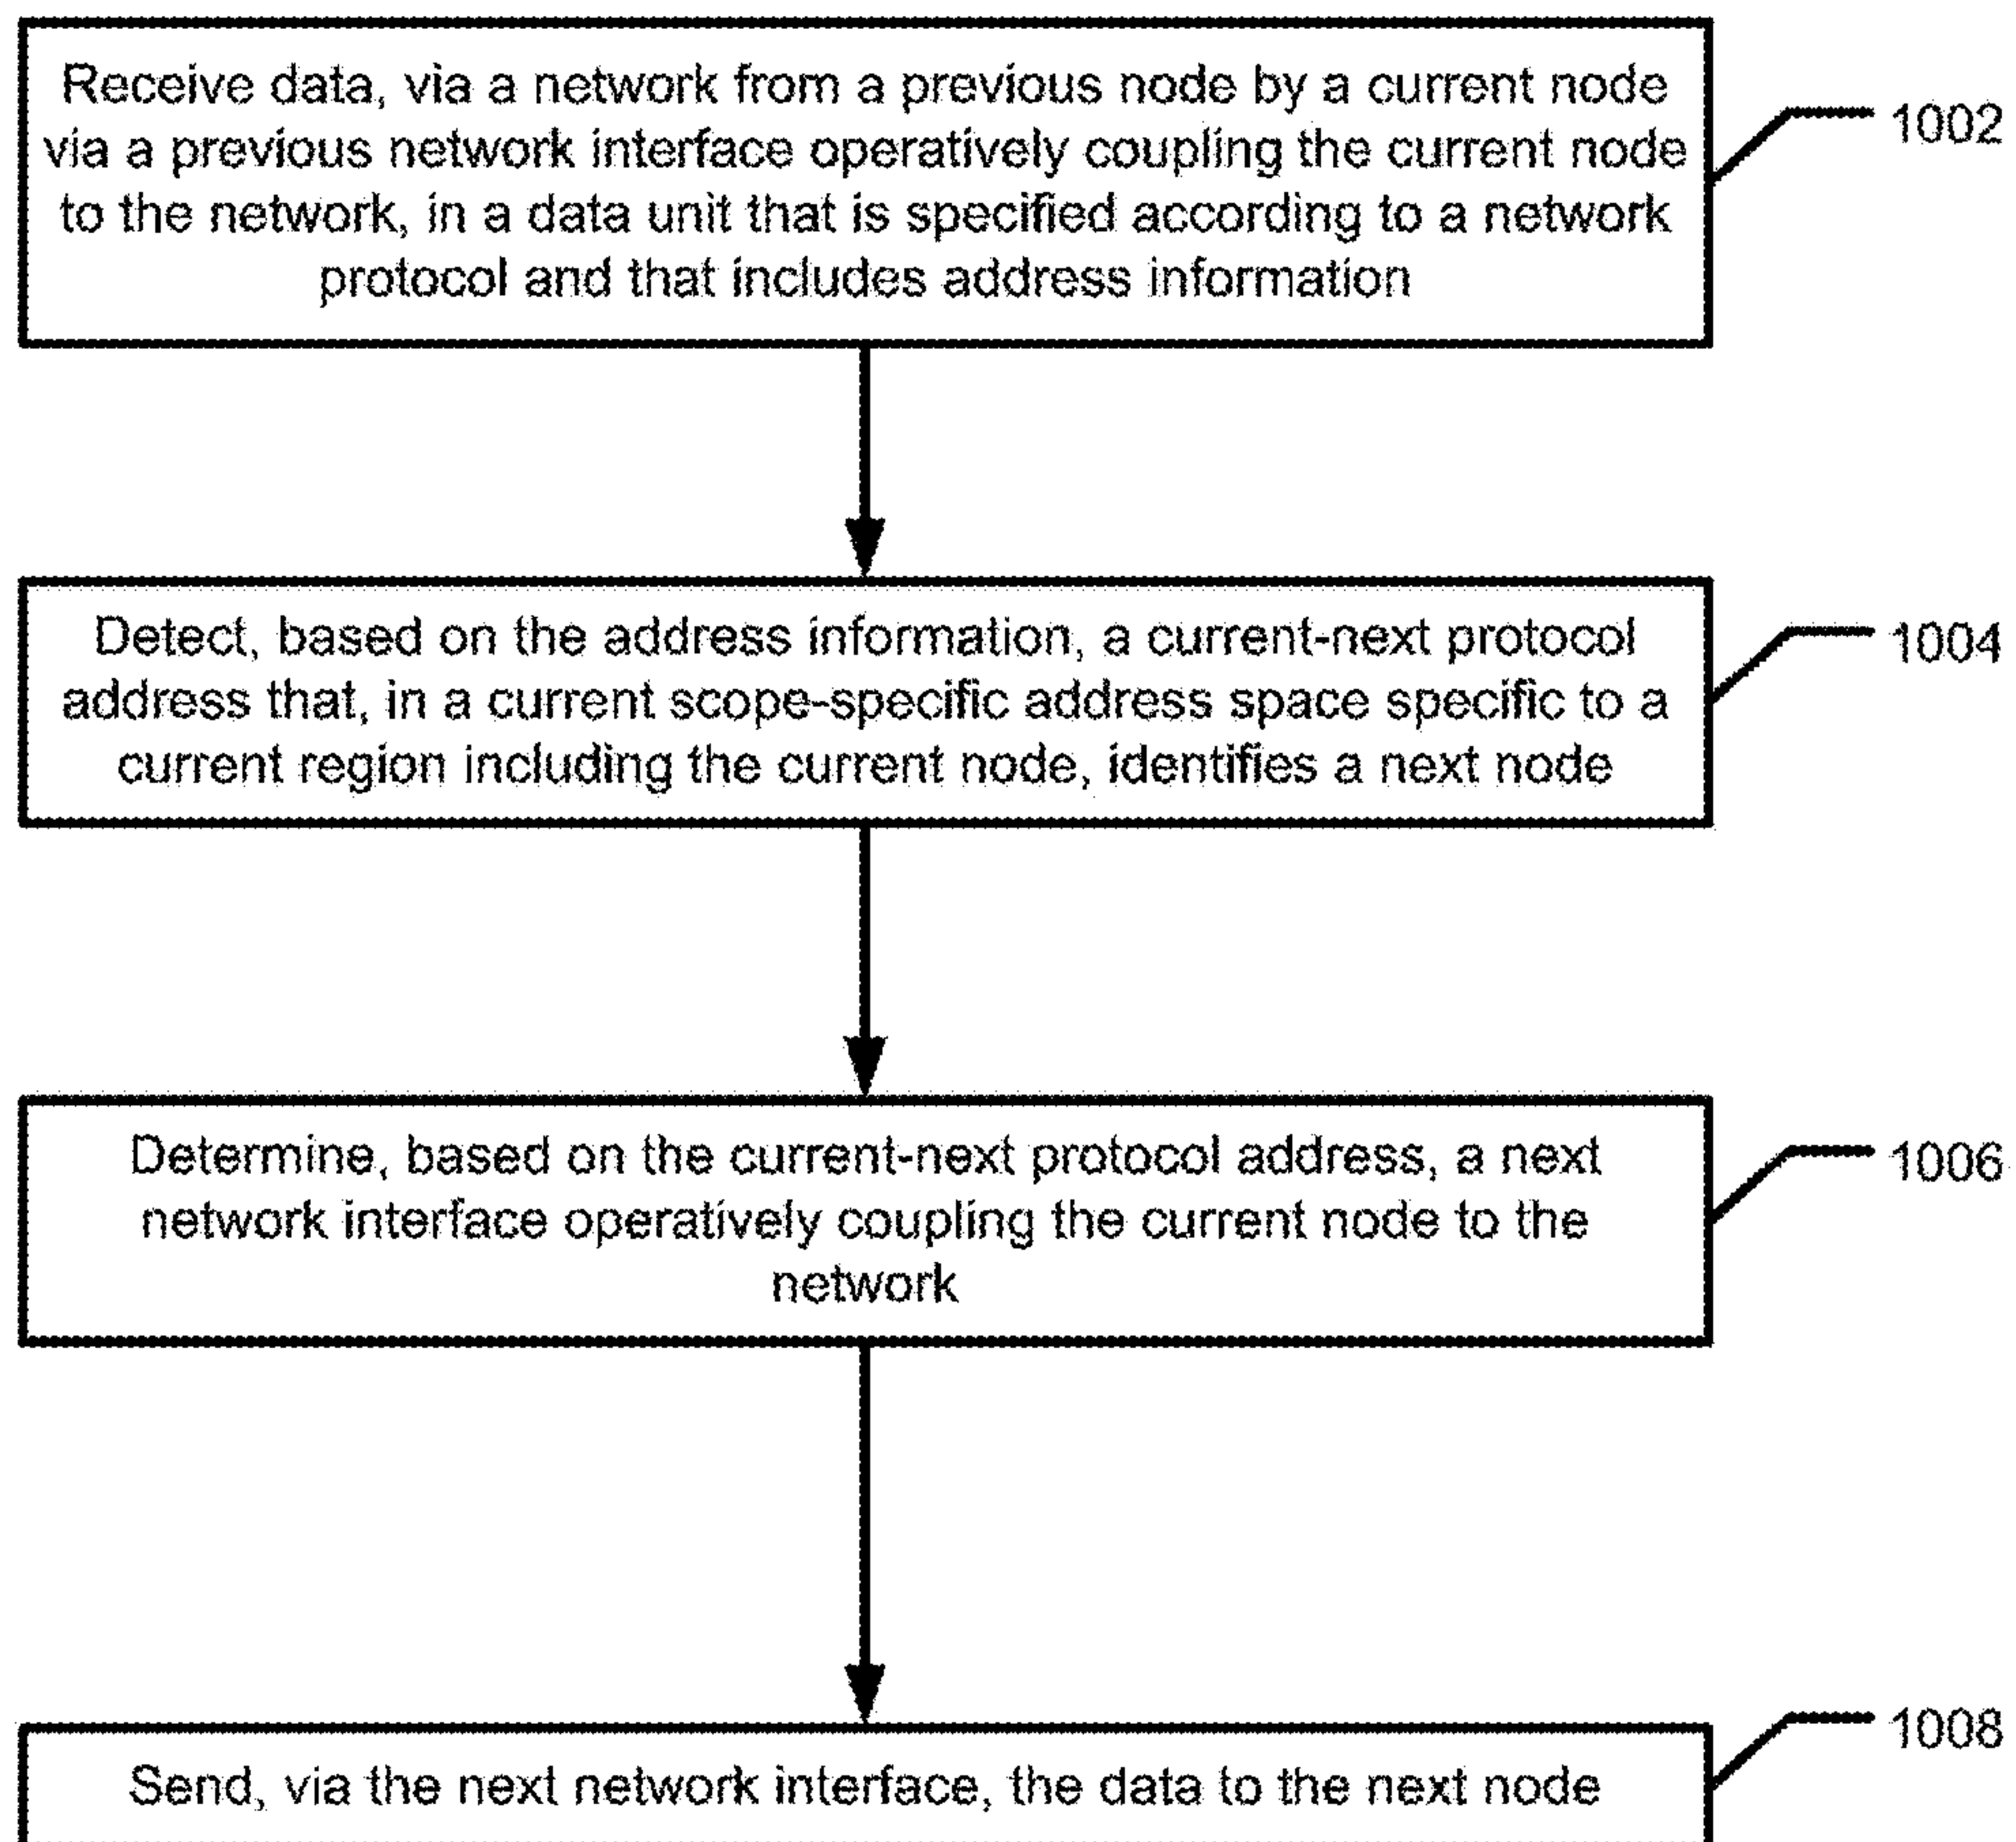 Receive data, via a network from a previous node by a current node
via a previous network interface operatively coupling the current node
to the network, in a data unit that is specified according to a network
protocol and that includes address information
1002
Detect, based on the address information, a current-next protocol
address that, in a current scope-specific address space specific to a
current region including the current node, identifies a next node
1004
Determine, based on the current-next protocol address, a next
network interface operatively coupling the current node to the
network
1006
Send, via the next network interface, the data to the next node
1008